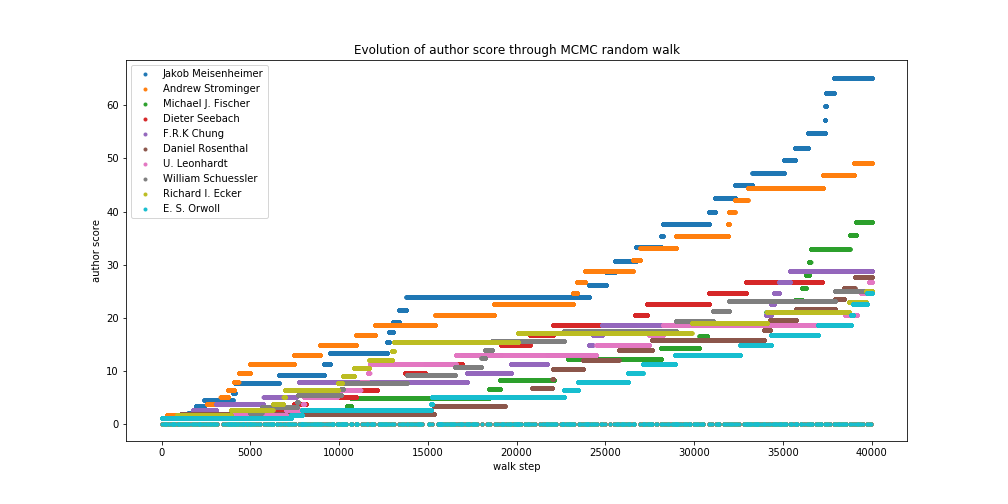 Evolution of author score through MCMC random walk
Jakob Meisenheimer
Andrew Strominger
Michael J. Fischer
Dieter Seebach
F.R.K Chung
Daniel Rosenthal
U. Leonhardt
William Schuessler
Richard I. Ecker
E. S. Orwoll
author score
60
50
40
30
20
10
0
0 5000 10000 15000 20000 25000 30000 35000 40000
walk step